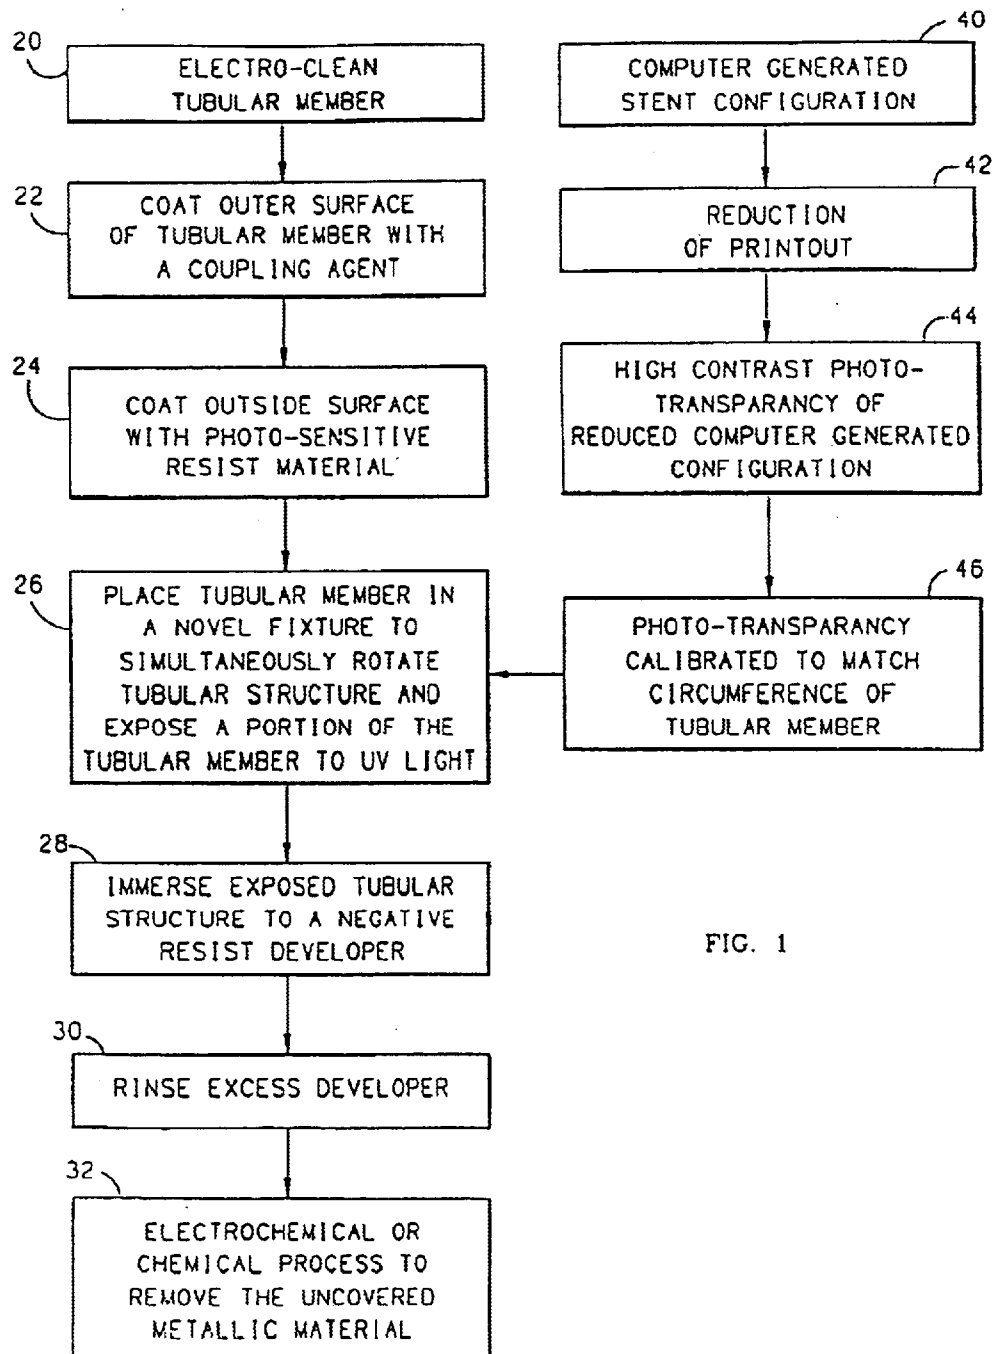 20
ELECTRO-CLEAN
TUBULAR MEMBER
22
COAT OUTER SURFACE
OF TUBULAR MEMBER WITH
A COUPLING AGENT
24
COAT OUTSIDE SURFACE
WITH PHOTO-SENSITIVE
RESIST MATERIAL
26
PLACE TUBULAR MEMBER IN
A NOVEL FIXTURE TO
SIMULTANEOUSLY ROTATE
TUBULAR STRUCTURE AND
EXPOSE A PORTION OF THE
TUBULAR MEMBER TO UV LIGHT
28
IMMERSE EXPOSED TUBULAR
STRUCTURE TO A NEGATIVE
RESIST DEVELOPER
30
RINSE EXCESS DEVELOPER
32
ELECTROCHEMICAL OR
CHEMICAL PROCESS TO
REMOVE THE UNCOVERED
METALLIC MATERIAL
40
COMPUTER GENERATED
STENT CONFIGURATION
42
REDUCTION
OF PRINTOUT
44
HIGH CONTRAST PHOTO-
TRANSPARANCY OF
REDUCED COMPUTER GENERATED
CONFIGURATION
46
PHOTO-TRANSPARANCY
CALIBRATED TO MATCH
CIRCUMFERENCE OF
TUBULAR MEMBER
FIG. 1